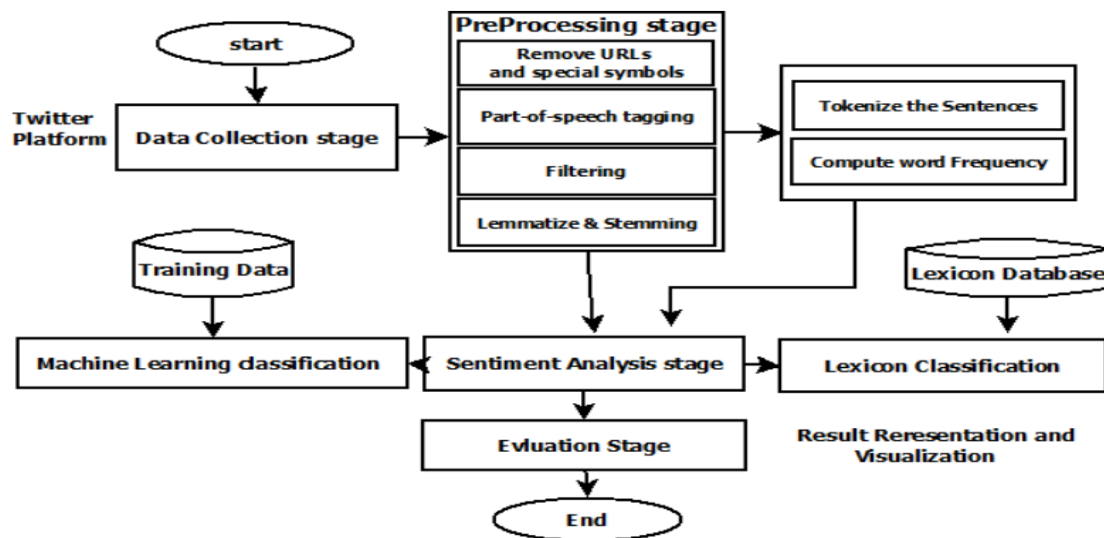 start
Twitter
Platform
Data Collection stage
PreProcessing stage
Remove URLs
and special symbols
Part-of-speech tagging
Filtering
Lemmatize & Stemming
Tokenize the Sentences
Compute word Frequency
Training Data
Lexicon Database
Machine Learning classification
Sentiment Analysis stage
Lexicon Classification
Evluation Stage
Result Reresentation and
Visualization
End